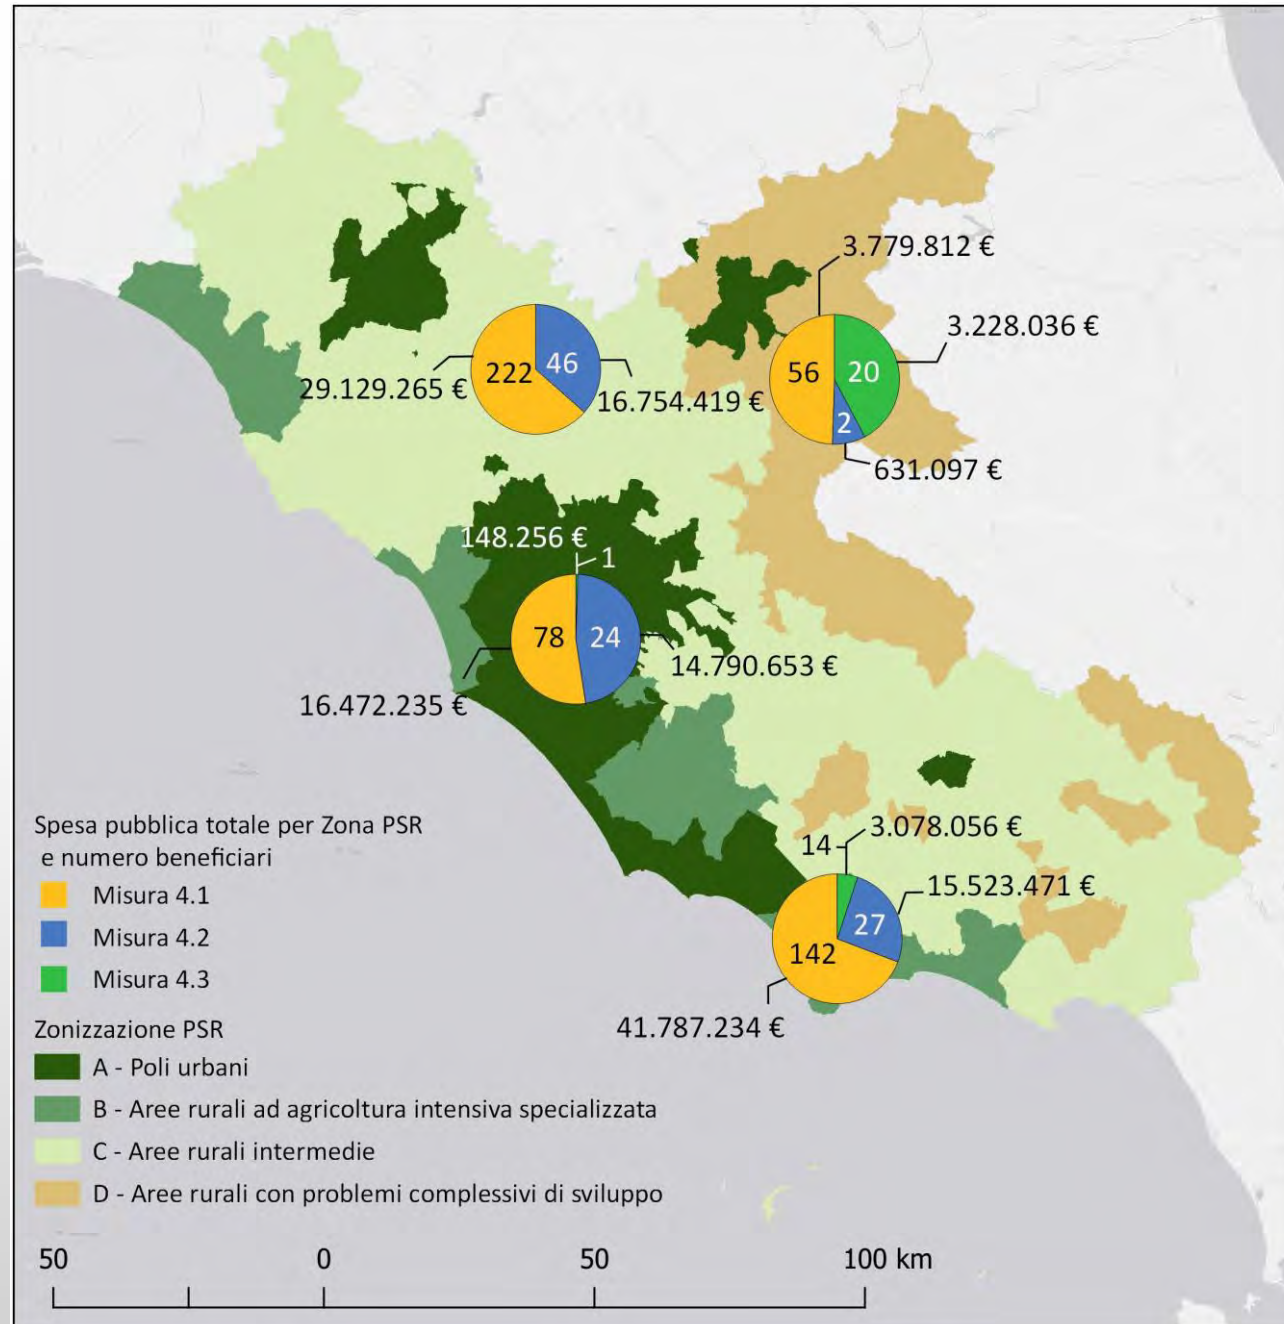 3.779.812 €
3.228.036 €
56
20
2
631.097 €
29.129.265 €
222
46
16.754.419 €
148.256 €
1
78
24
14.790.653 €
16.472.235 €
3.078.056 €
14
15.523.471 €
27
142
41.787.234 €
Spesa pubblica totale per Zona PSR
e numero beneficiari
Misura 4.1
Misura 4.2
Misura 4.3
Zonizzazione PSR
A - Poli urbani
B - Aree rurali ad agricoltura intensiva specializzata
C - Aree rurali intermedie
D - Aree rurali con problemi complessivi di sviluppo
50 0 50 100 km